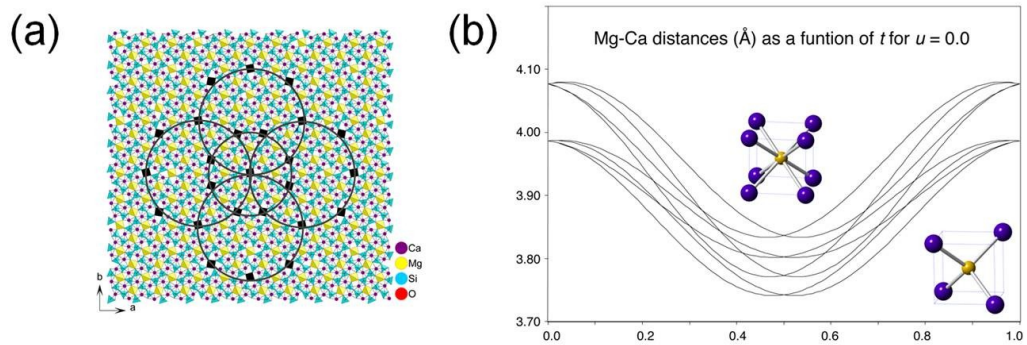 (a)
Ca
Mg
Si
O
b
a
(b)
Mg-Ca distances (Å) as a funtion of t for u = 0.0
4.10
4.00
3.90
3.80
3.70
0.0
0.2
0.4
0.6
0.8
1.0